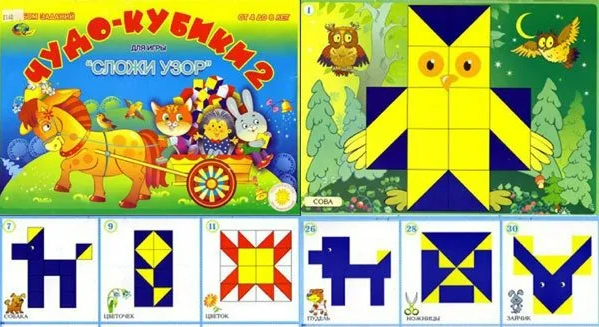 АЛЬБОМ ЗАДАНИЙ
ОТ 4 ДО 8 ЛЕТ
ЧУДО-КУБИКИ 2
ДЛЯ ИГРЫ
"СЛОЖИ УЗОР"
1
СОВА
7
СОБАКА
9
ЦВЕТОЧЕК
11
ЦВЕТОК
26
ПУДЕЛЬ
28
НОЖНИЦЫ
30
ЗАЙЧИК